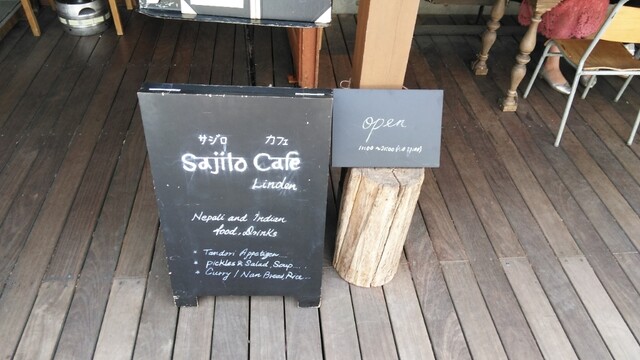 サジロ カフェ
Sajilo Cafe
Linden
Nepali and Indian
food, Drinks
Tandori Appetizer
pickles & Salad, Soup
Curry / Nan Bread, Rice
open